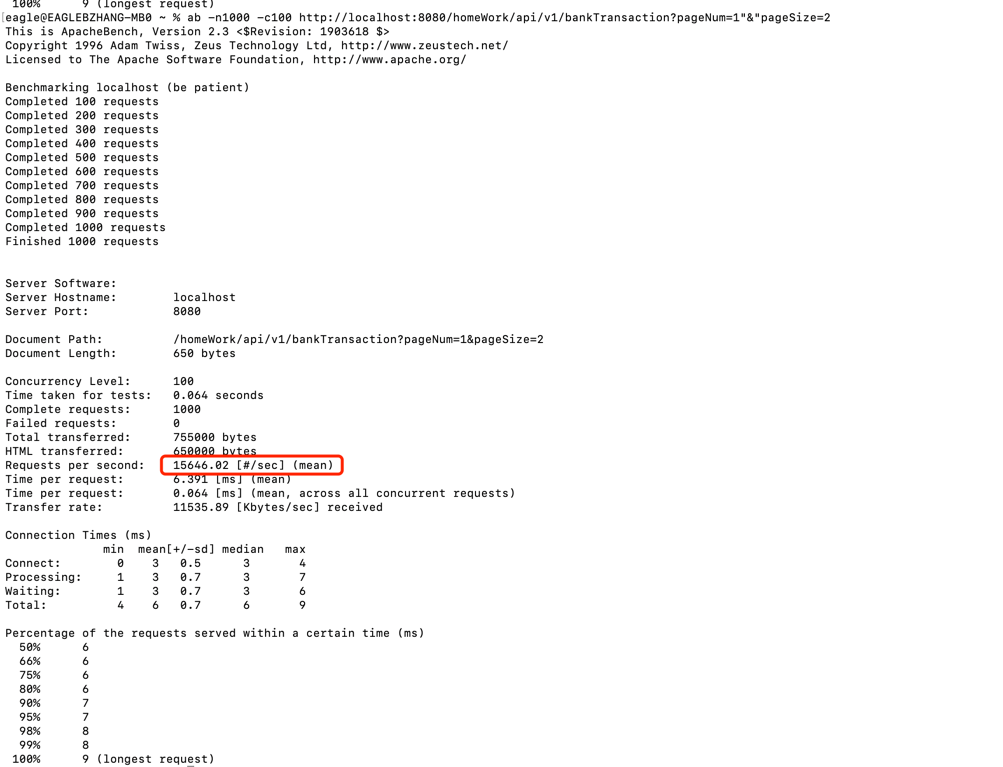 100%      9 (longest request)
[eagle@EAGLEBZHANG-MB0 ~ % ab -n1000 -c100 http://localhost:8080/homeWork/api/v1/bankTransaction?pageNum=1"&"pageSize=2
This is ApacheBench, Version 2.3 <$Revision: 1903618 $>
Copyright 1996 Adam Twiss, Zeus Technology Ltd, http://www.zeustech.net/
Licensed to The Apache Software Foundation, http://www.apache.org/
Benchmarking localhost (be patient)
Completed 100 requests
Completed 200 requests
Completed 300 requests
Completed 400 requests
Completed 500 requests
Completed 600 requests
Completed 700 requests
Completed 800 requests
Completed 900 requests
Completed 1000 requests
Finished 1000 requests
Server Software:
Server Hostname:        localhost
Server Port:            8080
Document Path:          /homeWork/api/v1/bankTransaction?pageNum=1&pageSize=2
Document Length:        650 bytes
Concurrency Level:      100
Time taken for tests:   0.064 seconds
Complete requests:      1000
Failed requests:        0
Total transferred:      755000 bytes
HTML transferred:       650000 bytes
Requests per second:    15646.02 [#/sec] (mean)
Time per request:       6.391 [ms] (mean)
Time per request:       0.064 [ms] (mean, across all concurrent requests)
Transfer rate:          11535.89 [Kbytes/sec] received
Connection Times (ms)
              min  mean[+/-sd] median   max
Connect:        0    3   0.5      3       4
Processing:     1    3   0.7      3       7
Waiting:        1    3   0.7      3       6
Total:          4    6   0.7      6       9
Percentage of the requests served within a certain time (ms)
  50%      6
  66%      6
  75%      6
  80%      6
  90%      7
  95%      7
  98%      8
  99%      8
 100%      9 (longest request)